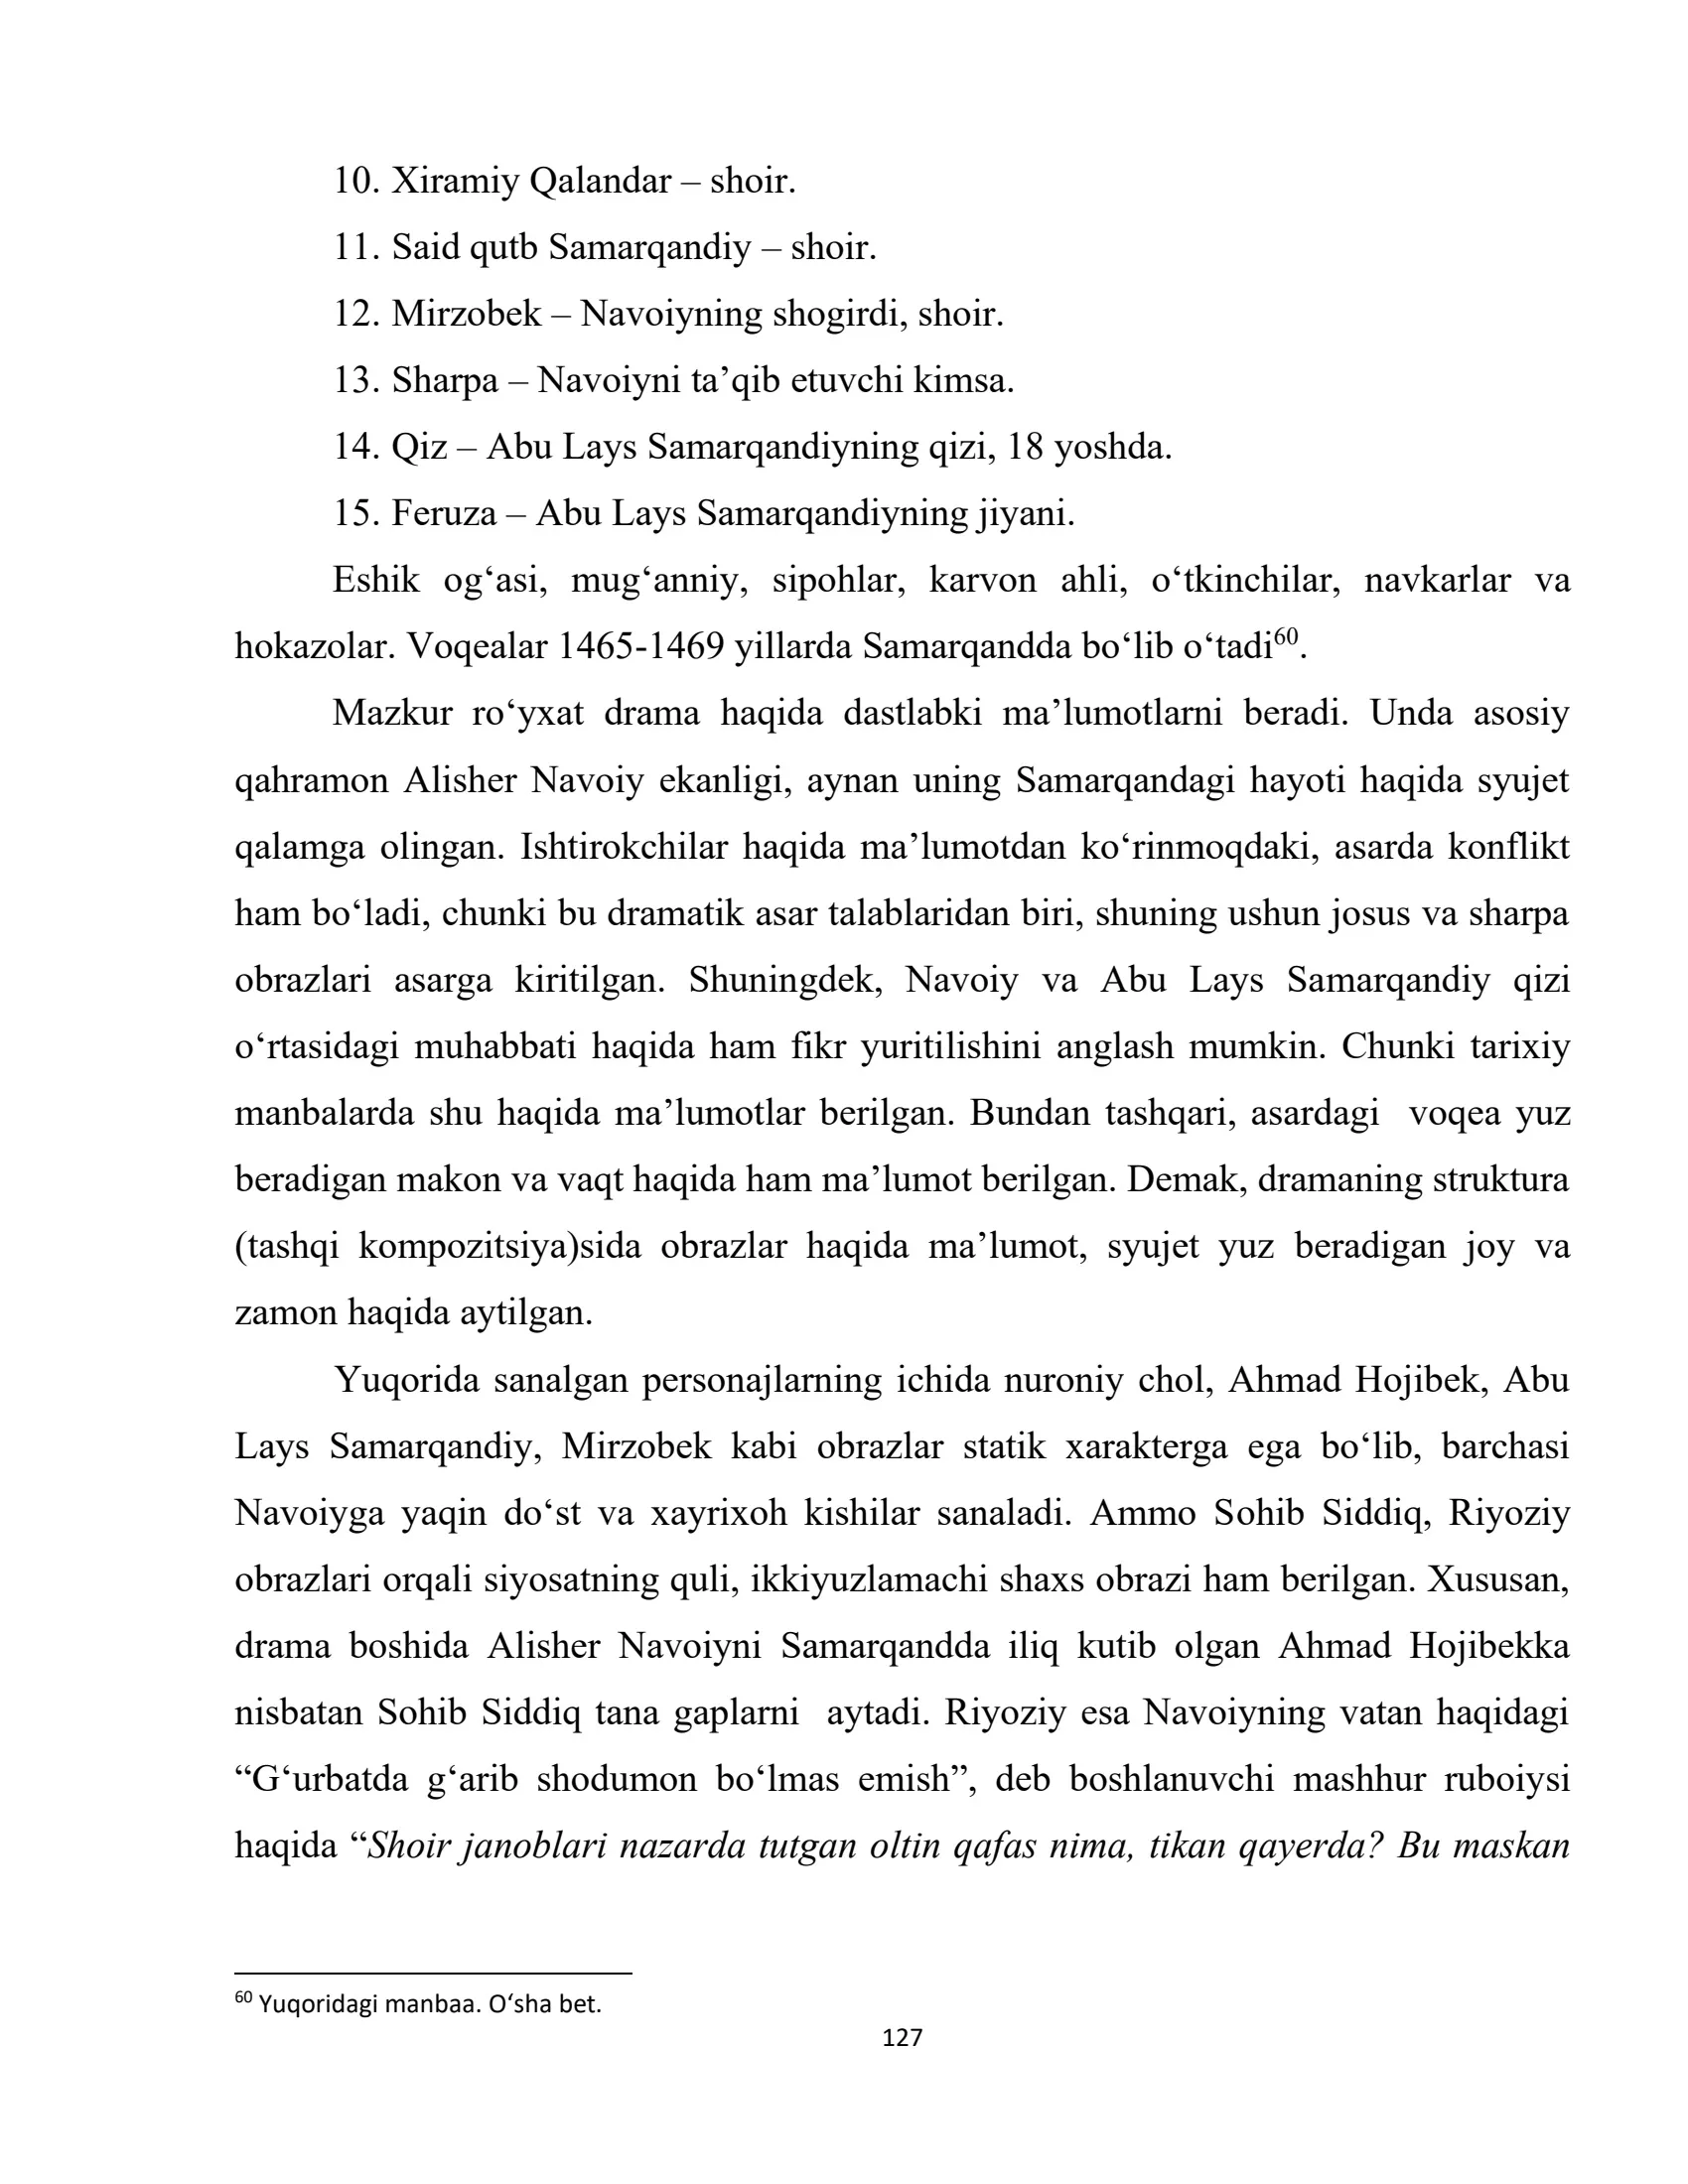 10. Xiramiy Qalandar – shoir.
11. Said qutb Samarqandiy – shoir.
12. Mirzobek – Navoiyning shogirdi, shoir.
13. Sharpa – Navoiyni ta’qib etuvchi kimsa.
14. Qiz – Abu Lays Samarqandiyning qizi, 18 yoshda.
15. Feruza – Abu Lays Samarqandiyning jiyani.
Eshik og‘asi, mug‘anniy, sipohlar, karvon ahli, o‘tkinchilar, navkarlar va
hokazolar. Voqealar 1465-1469 yillarda Samarqandda bo‘lib o‘tadi⁶⁰.
Mazkur ro‘yxat drama haqida dastlabki ma’lumotlarni beradi. Unda asosiy
qahramon Alisher Navoiy ekanligi, aynan uning Samarqandagi hayoti haqida syujet
qalamga olingan. Ishtirokchilar haqida ma’lumotdan ko‘rinmoqdaki, asarda konflikt
ham bo‘ladi, chunki bu dramatik asar talablaridan biri, shuning ushun josus va sharpa
obrazlari asarga kiritilgan. Shuningdek, Navoiy va Abu Lays Samarqandiy qizi
o‘rtasidagi muhabbati haqida ham fikr yuritilishini anglash mumkin. Chunki tarixiy
manbalarda shu haqida ma’lumotlar berilgan. Bundan tashqari, asardagi  voqea yuz
beradigan makon va vaqt haqida ham ma’lumot berilgan. Demak, dramaning struktura
(tashqi kompozitsiya)sida obrazlar haqida ma’lumot, syujet yuz beradigan joy va
zamon haqida aytilgan.
Yuqorida sanalgan personajlarning ichida nuroniy chol, Ahmad Hojibek, Abu
Lays Samarqandiy, Mirzobek kabi obrazlar statik xarakterga ega bo‘lib, barchasi
Navoiyga yaqin do‘st va xayrixoh kishilar sanaladi. Ammo Sohib Siddiq, Riyoziy
obrazlari orqali siyosatning quli, ikkiyuzlamachi shaxs obrazi ham berilgan. Xususan,
drama boshida Alisher Navoiyni Samarqandda iliq kutib olgan Ahmad Hojibekka
nisbatan Sohib Siddiq tana gaplarni  aytadi. Riyoziy esa Navoiyning vatan haqidagi
“G‘urbatda g‘arib shodumon bo‘lmas emish”, deb boshlanuvchi mashhur ruboiysi
haqida “Shoir janoblari nazarda tutgan oltin qafas nima, tikan qayerda? Bu maskan
⁶⁰ Yuqoridagi manbaa. O‘sha bet.
127